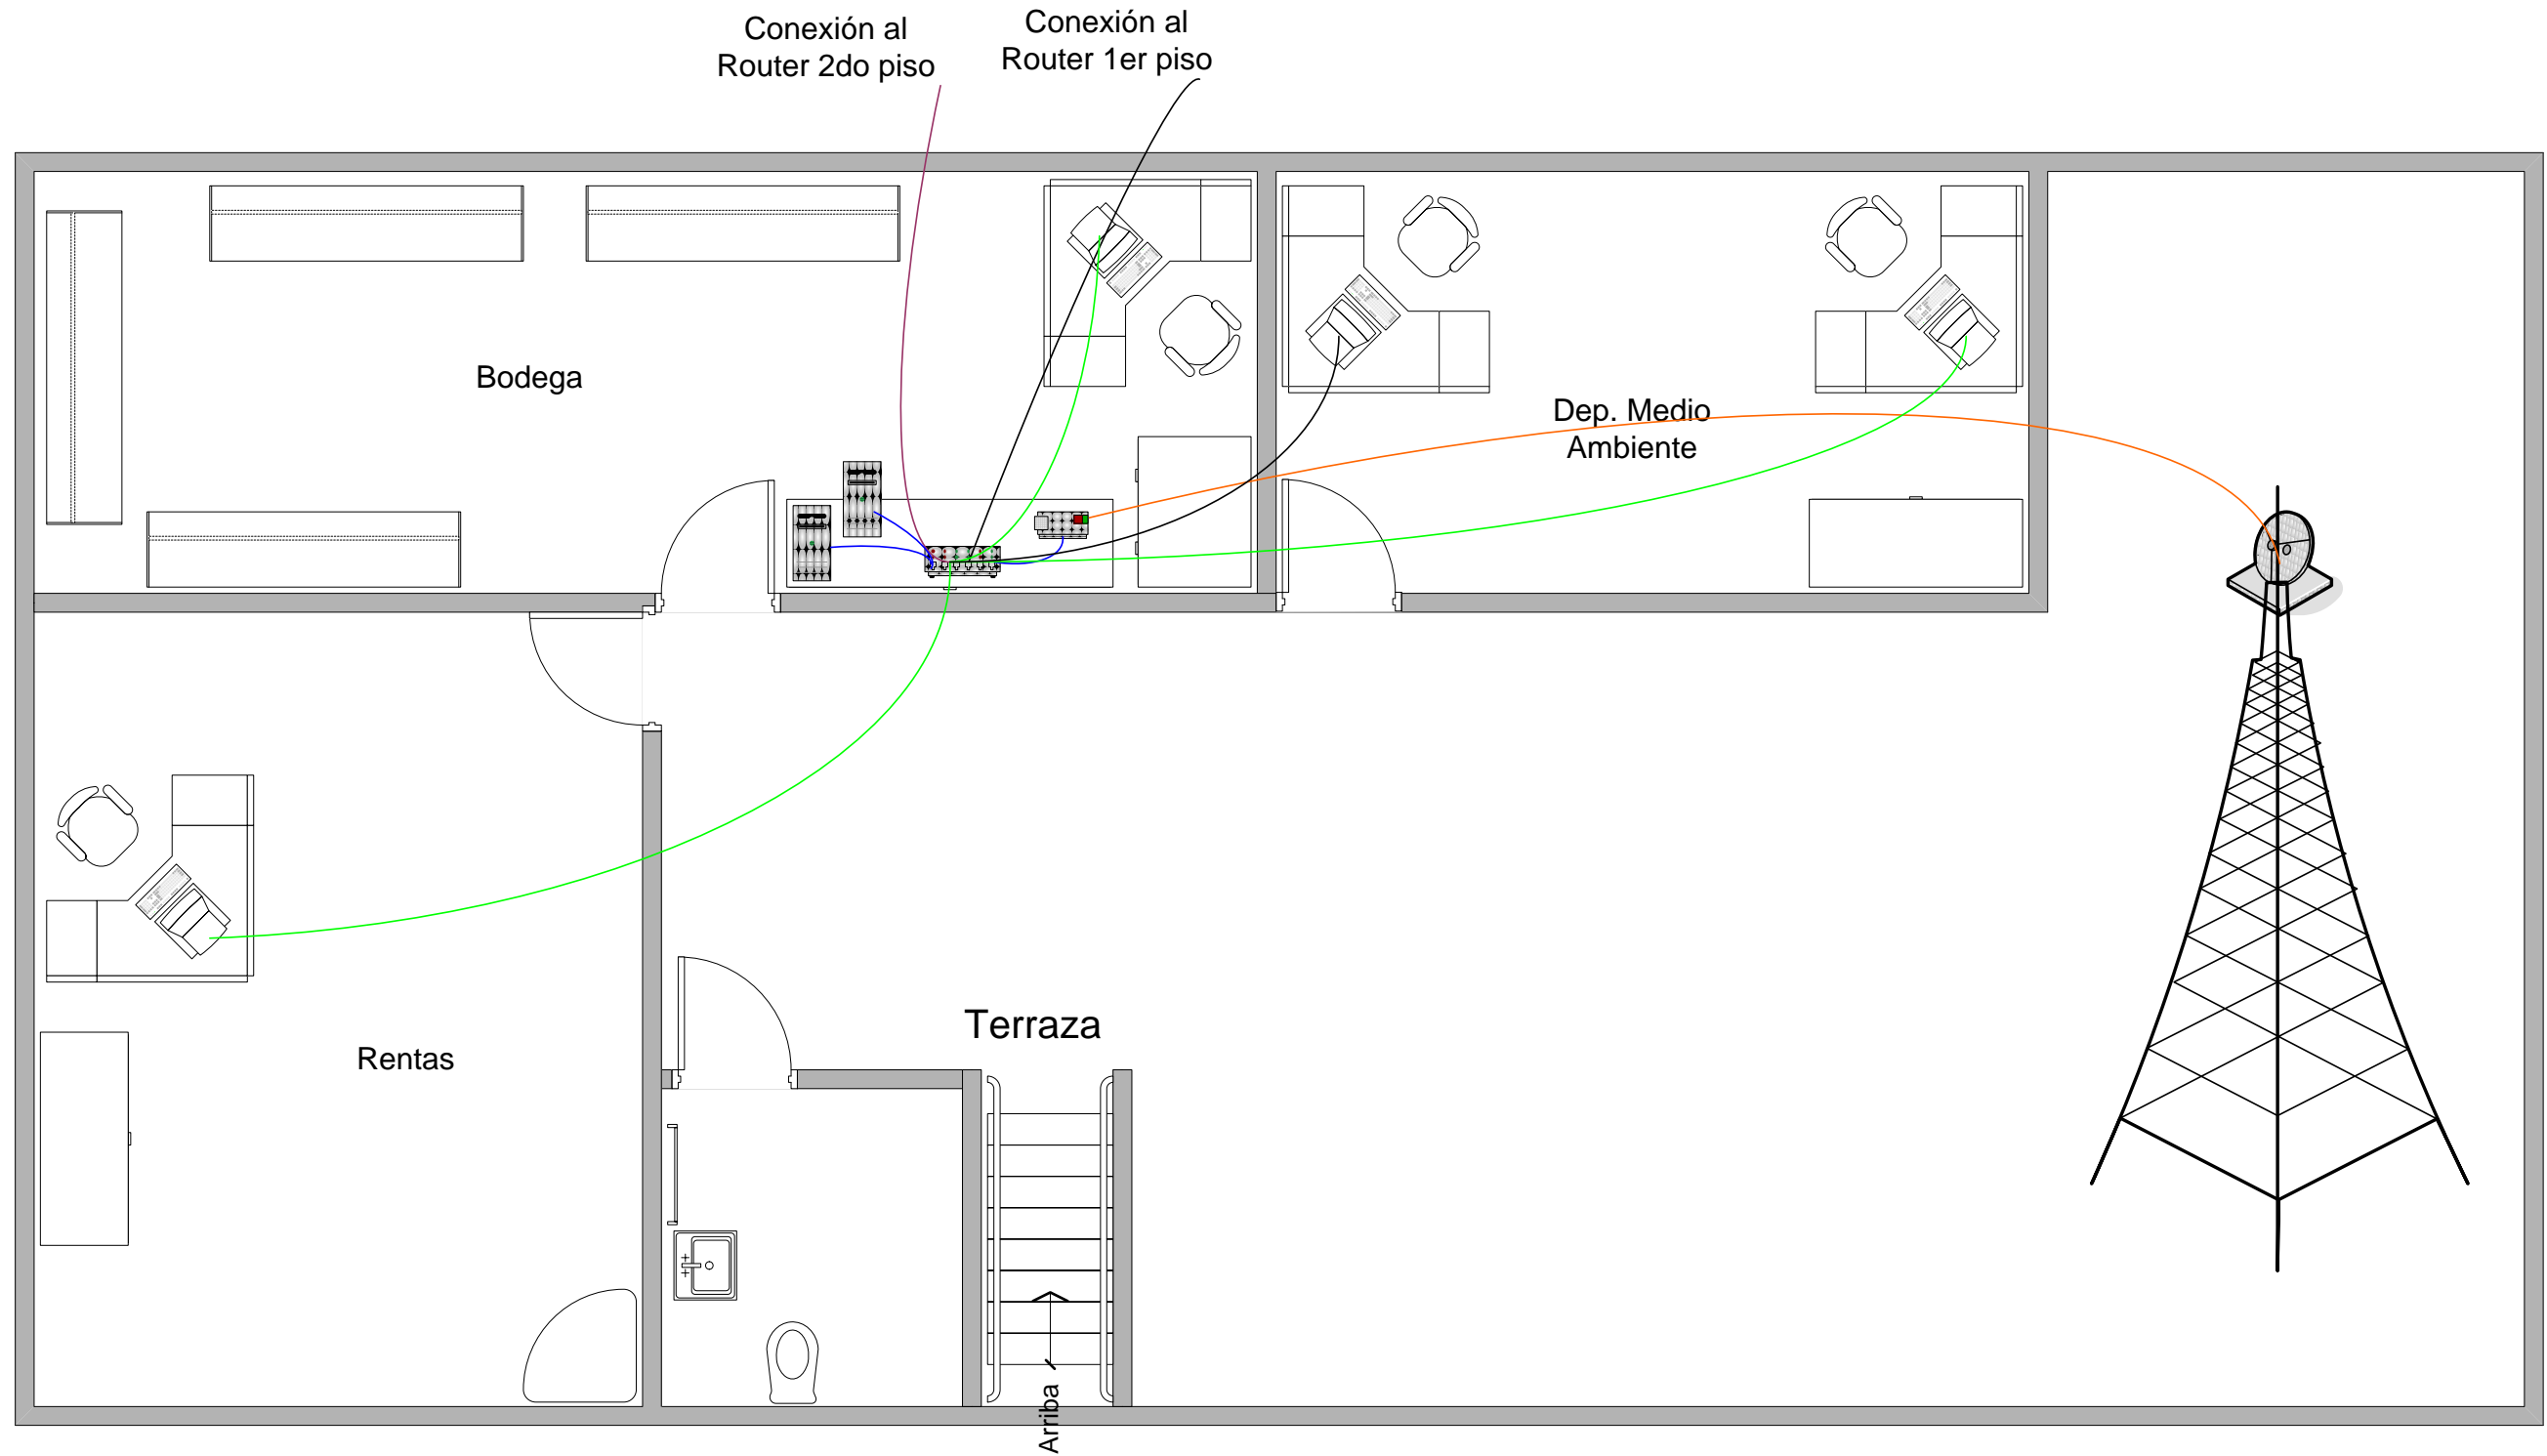 Conexión al
Router 2do piso
Conexión al
Router 1er piso
Bodega
Dep. Medio
Ambiente
Terraza
Rentas
Arriba